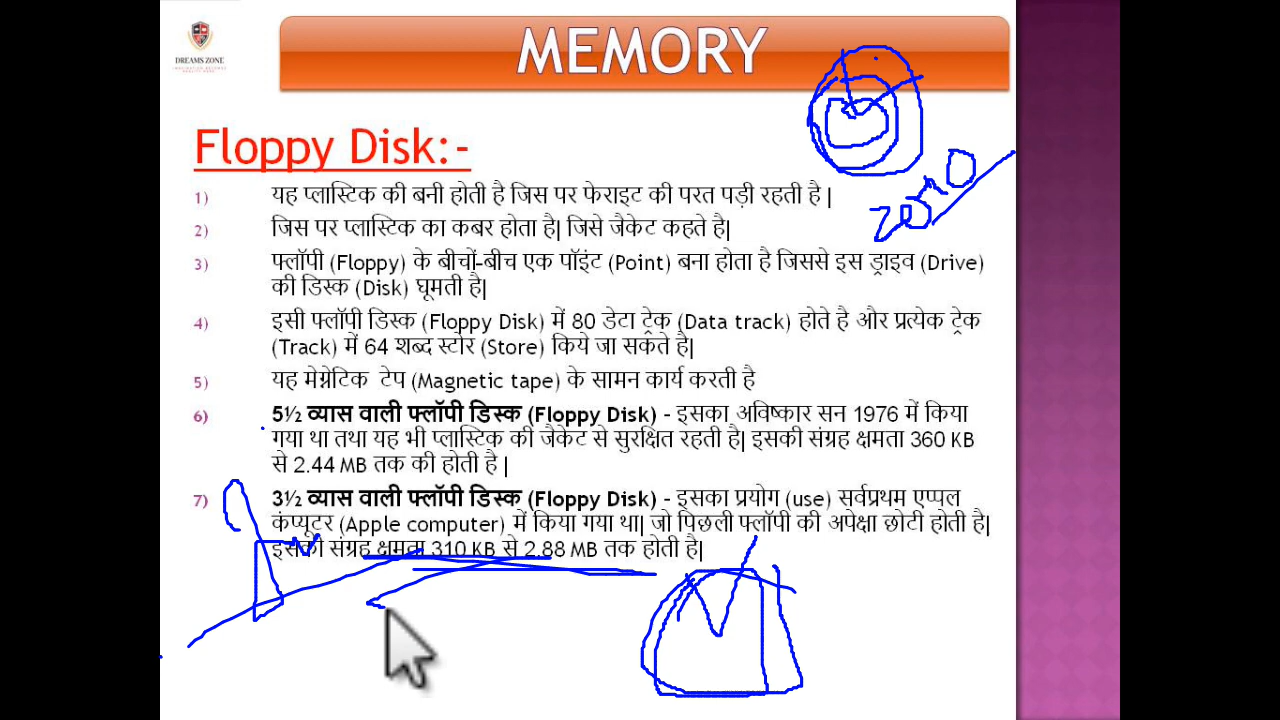 DREAMS ZONE
MEMORY
Floppy Disk:-
1) यह प्लास्टिक की बनी होती है जिस पर फेराइट की परत पड़ी रहती है |
2) जिस पर प्लास्टिक का कबर होता है| जिसे जैकेट कहते है|
3) फ्लॉपी (Floppy) के बीचों-बीच एक पॉइंट (Point) बना होता है जिससे इस ड्राइव (Drive)
की डिस्क (Disk) घूमती है|
4) इसी फ्लॉपी डिस्क (Floppy Disk) में 80 डेटा ट्रेक (Data track) होते है और प्रत्येक ट्रेक
(Track) में 64 शब्द स्टोर (Store) किये जा सकते है|
5) यह मेग्नेटिक टेप (Magnetic tape) के सामन कार्य करती है
6) 5½ व्यास वाली फ्लॉपी डिस्क (Floppy Disk) - इसका अविष्कार सन 1976 में किया
गया था तथा यह भी प्लास्टिक की जैकेट से सुरक्षित रहती है| इसकी संग्रह क्षमता 360 KB
से 2.44 MB तक की होती है |
7) 3½ व्यास वाली फ्लॉपी डिस्क (Floppy Disk) - इसका प्रयोग (use) सर्वप्रथम एप्पल
कंप्यूटर (Apple computer) में किया गया था| जो पिछली फ्लॉपी की अपेक्षा छोटी होती है|
इसकी संग्रह क्षमता 310 KB से 2.88 MB तक होती है|